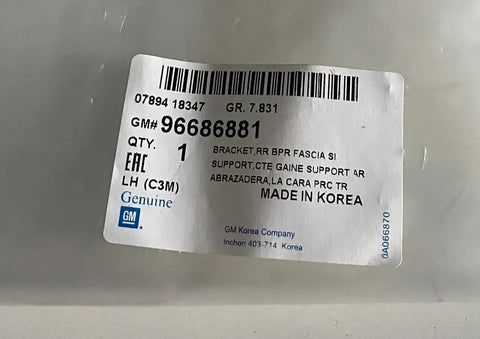 07894 18347 GR. 7.831
GM# 96686881
QTY. 1
BRACKET,RR BPR FASCIA SI
SUPPORT,CTE GAINE SUPPORT AR
ABRAZADERA,LA CARA PRC TR
EAC
LH (C3M)
MADE IN KOREA
Genuine
GM
GM Korea Company
Inchon 403-714 Korea
0A066870